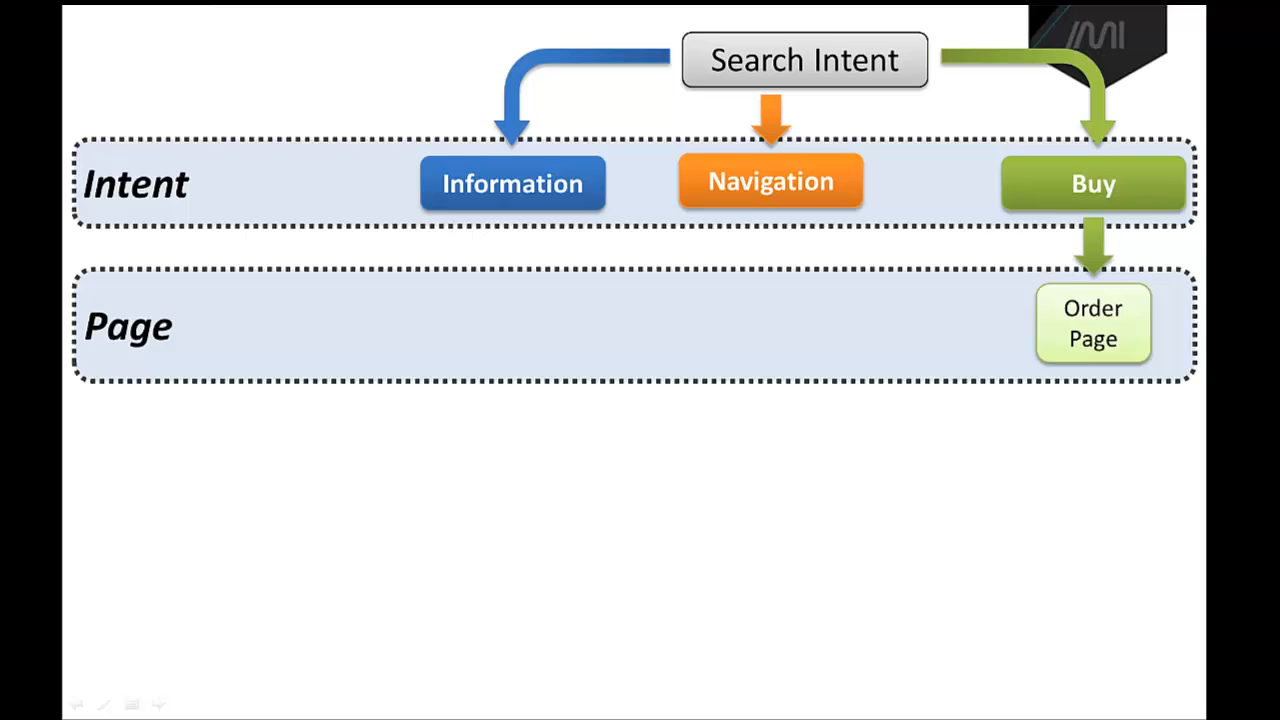 Search Intent
Intent
Information
Navigation
Buy
Page
Order
Page